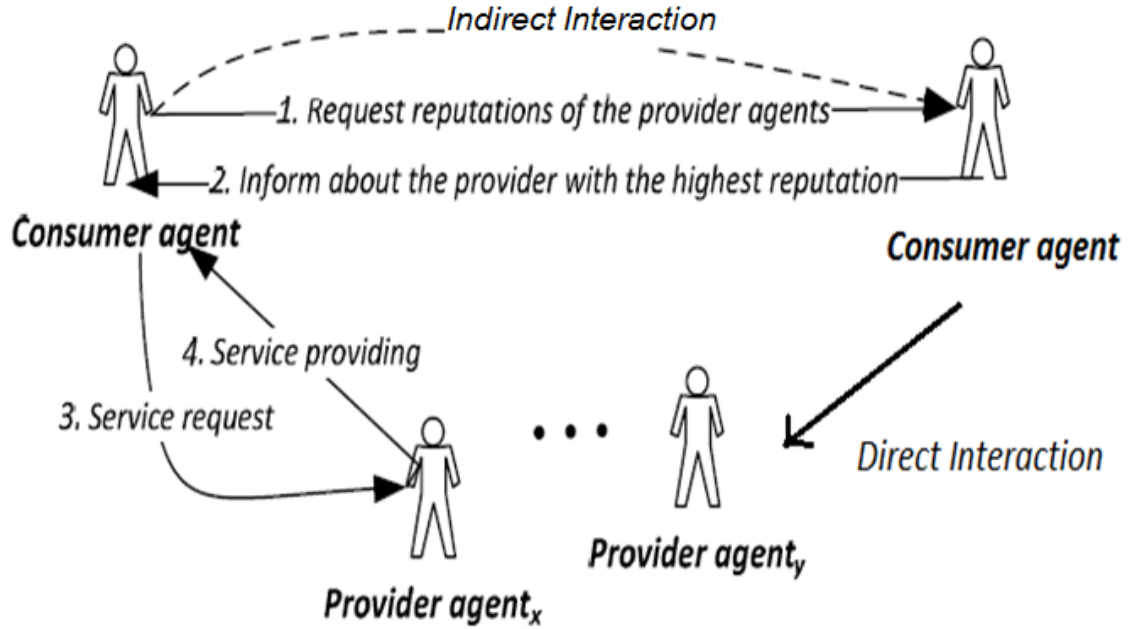 Indirect Interaction
1. Request reputations of the provider agents
2. Inform about the provider with the highest reputation
Consumer agent
Consumer agent
4. Service providing
3. Service request
Direct Interaction
Provider agenty
Provider agentx